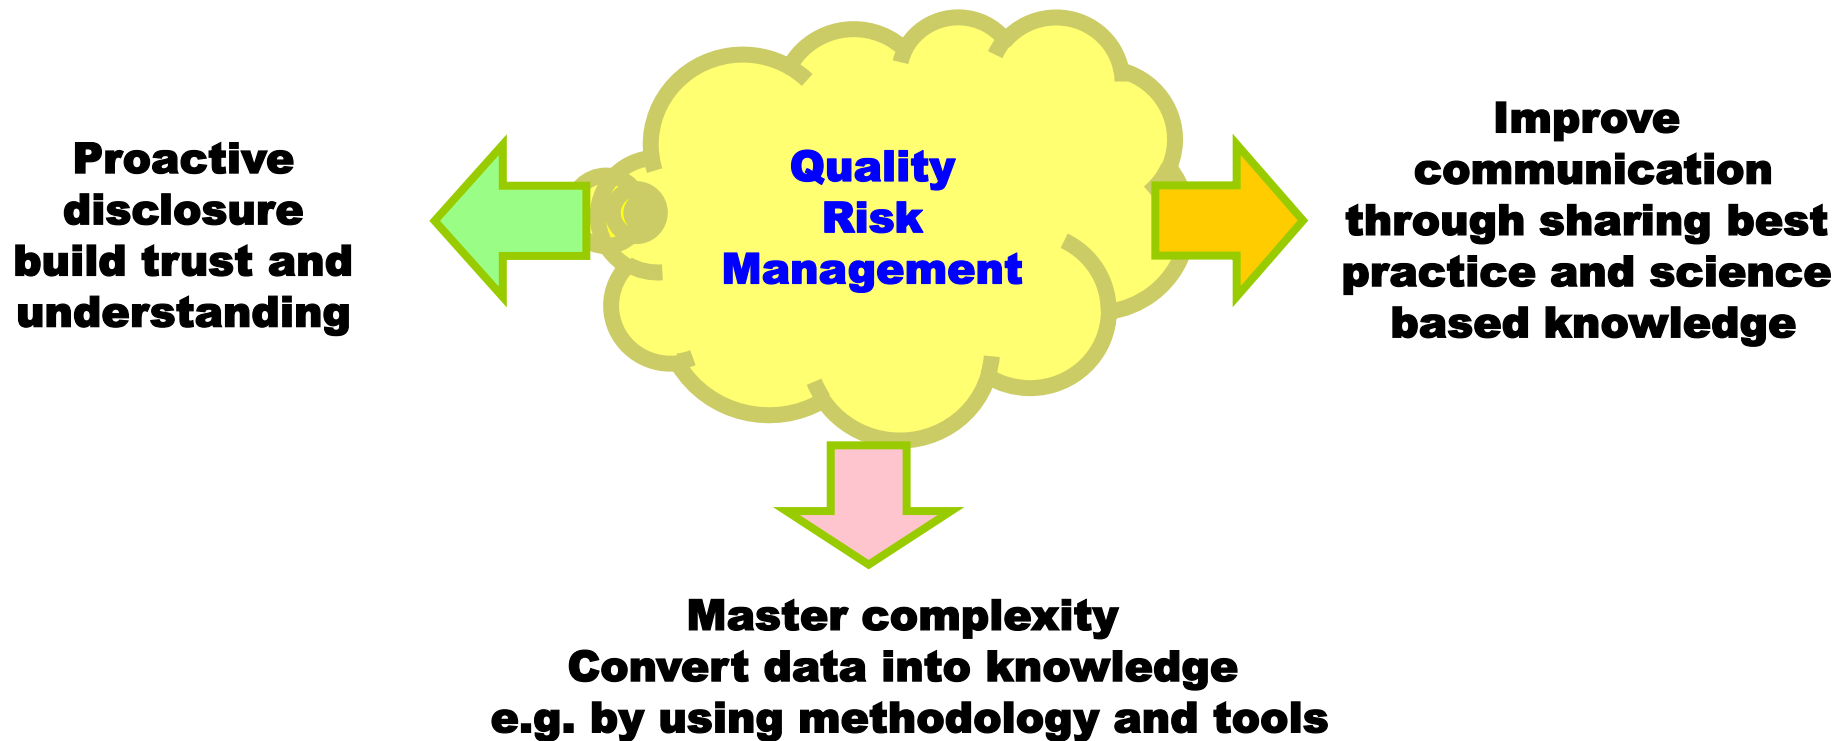 Proactive
disclosure
build trust and
understanding
Quality
Risk
Management
Improve
communication
through sharing best
practice and science
based knowledge
Master complexity
Convert data into knowledge
e.g. by using methodology and tools